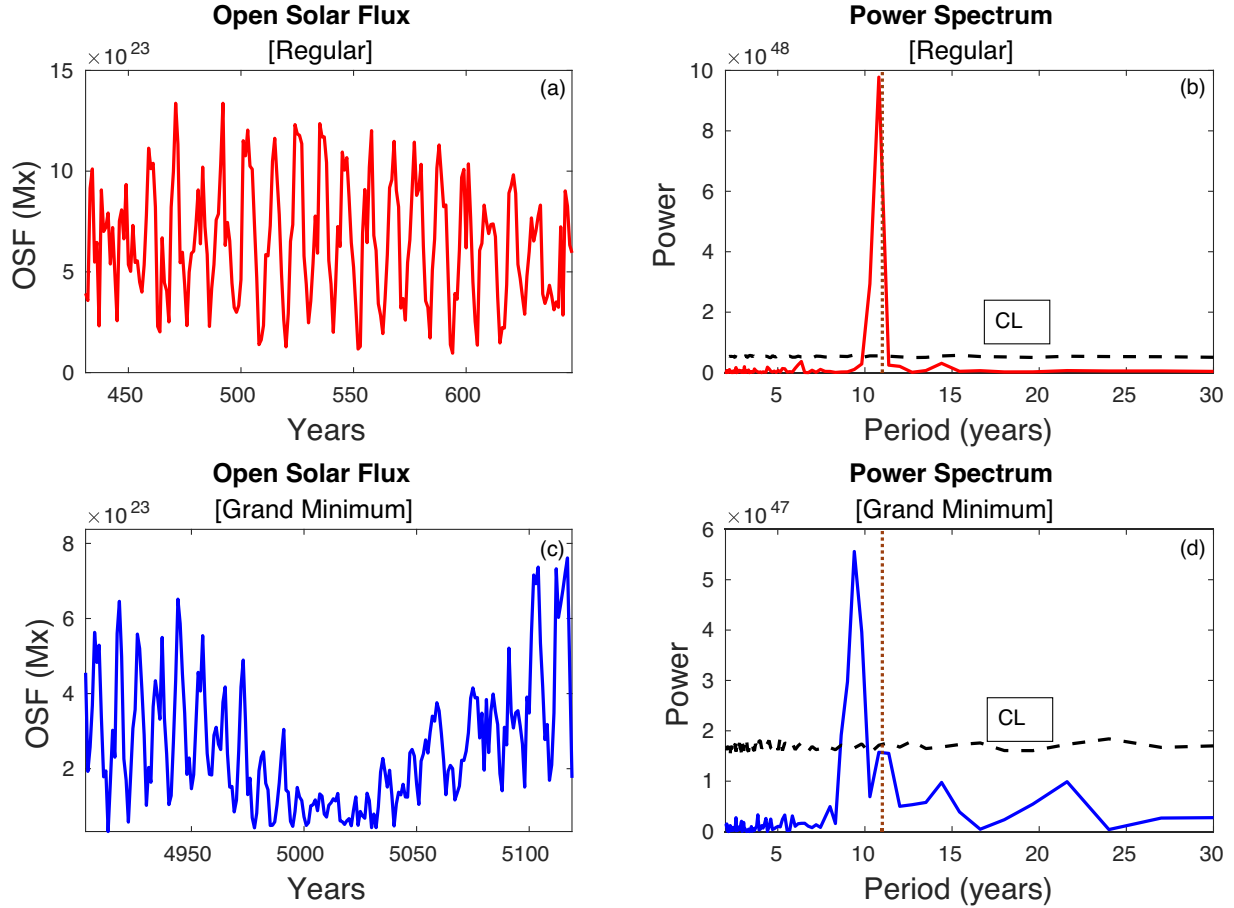 Open Solar Flux
[Regular]
×10^23
(a)
15
10
5
0
OSF (Mx)
450 500 550 600
Years
Power Spectrum
[Regular]
×10^48
(b)
10
8
6
4
2
0
Power
CL
5 10 15 20 25 30
Period (years)
Open Solar Flux
[Grand Minimum]
×10^23
(c)
8
6
4
2
OSF (Mx)
4950 5000 5050 5100
Years
Power Spectrum
[Grand Minimum]
×10^47
(d)
6
5
4
3
2
1
0
Power
CL
5 10 15 20 25 30
Period (years)